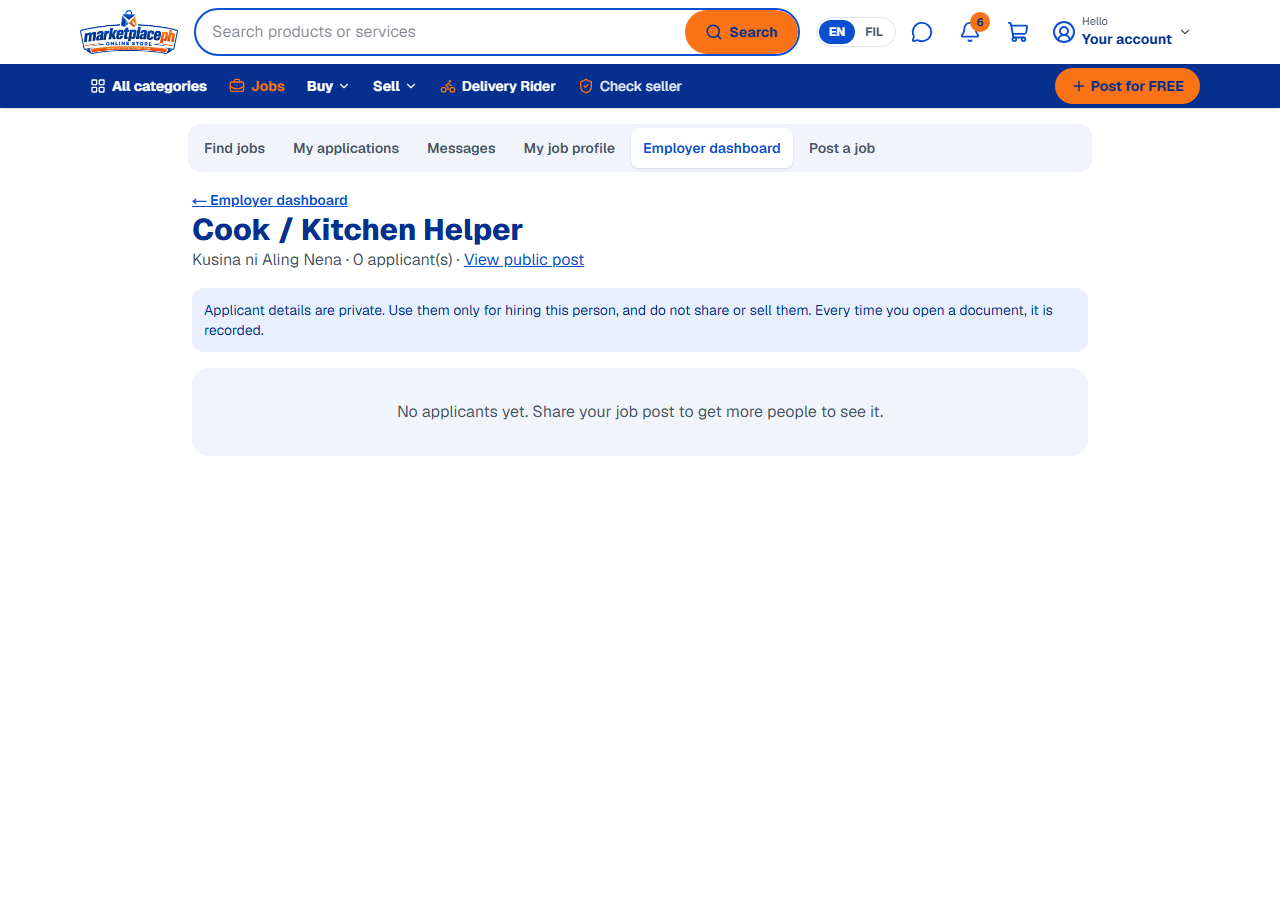 marketplaceph
ONLINE STORE
Search products or services
Search
EN
FIL
6
Hello
Your account
All categories
Jobs
Buy
Sell
Delivery Rider
Check seller
+ Post for FREE
Find jobs
My applications
Messages
My job profile
Employer dashboard
Post a job
← Employer dashboard
Cook / Kitchen Helper
Kusina ni Aling Nena · 0 applicant(s) · View public post
Applicant details are private. Use them only for hiring this person, and do not share or sell them. Every time you open a document, it is
recorded.
No applicants yet. Share your job post to get more people to see it.